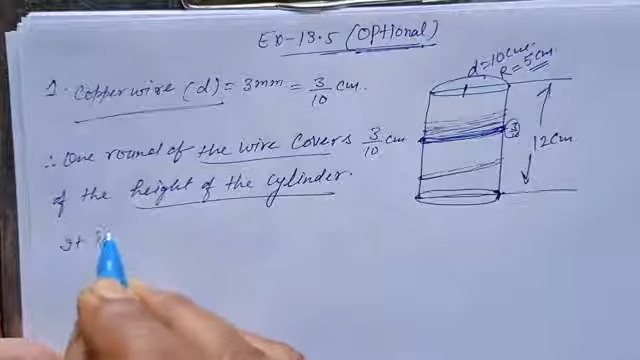 Ex-13.5 (Optional)
1. Copper wire (d) = 3mm = 3/10 cm.
∴ One round of the wire covers 3/10 cm
of the height of the cylinder.
d=10cm.
R=5cm
3/10
12cm